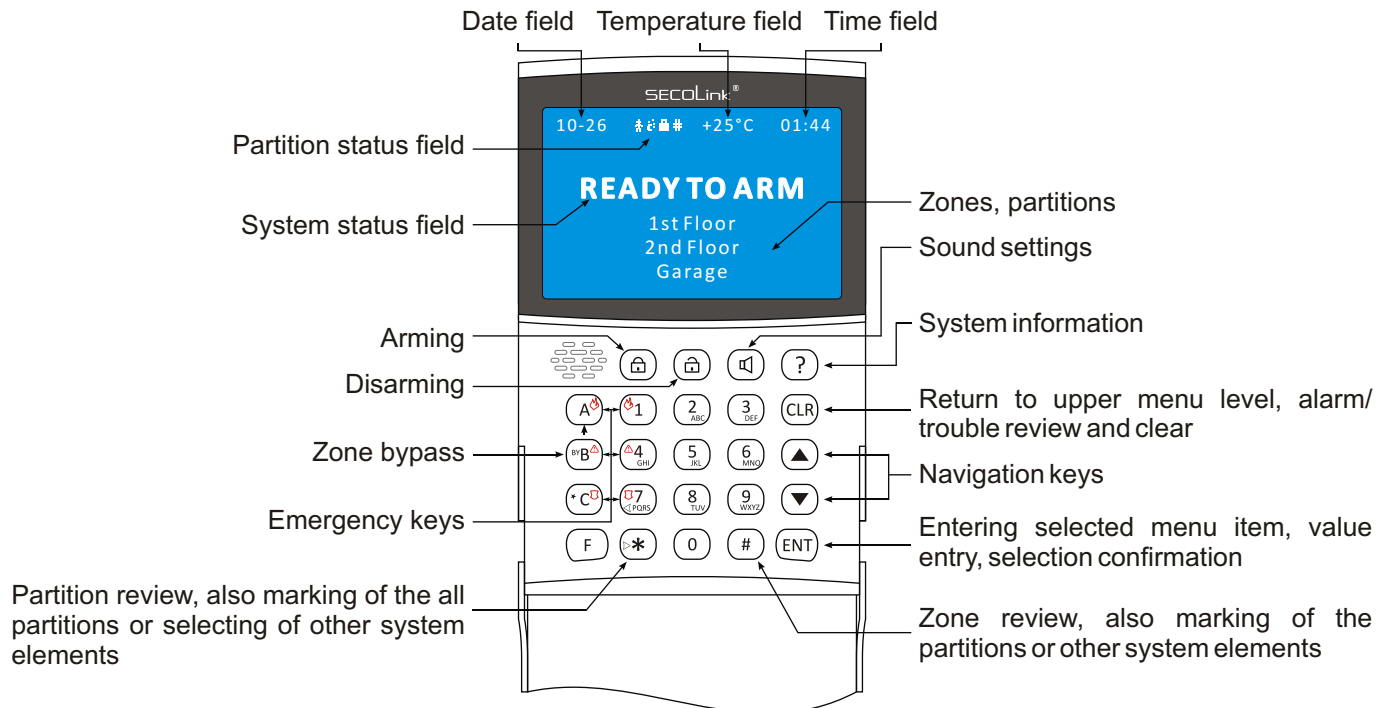 Date field Temperature field Time field
SECOLink®
10-26 +25°C 01:44
Partition status field
READY TO ARM
System status field
1st Floor
2nd Floor
Garage
Zones, partitions
Sound settings
System information
Arming
Disarming
?
A 1 2 ABC 3 DEF CLR
Return to upper menu level, alarm/
trouble review and clear
Zone bypass
BY B 4 GHI 5 JKL 6 MNO
Navigation keys
* C 7 PQRS 8 TUV 9 WXYZ
Emergency keys
F * 0 # ENT
Entering selected menu item, value
entry, selection confirmation
Partition review, also marking of the all
partitions or selecting of other system
elements
Zone review, also marking of the
partitions or other system elements